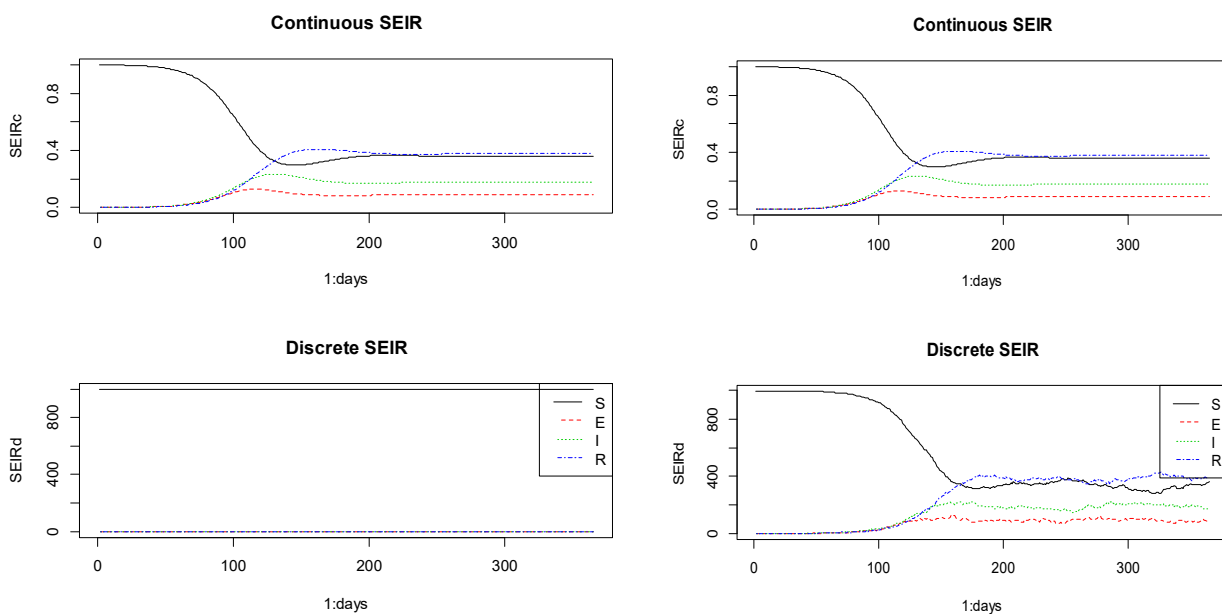 Continuous SEIR
SEIRc
0.0 0.4 0.8
0 100 200 300
1:days
Continuous SEIR
SEIRc
0.0 0.4 0.8
0 100 200 300
1:days
Discrete SEIR
SEIRd
0 400 800
0 100 200 300
1:days
S
E
I
R
Discrete SEIR
SEIRd
0 400 800
0 100 200 300
1:days
S
E
I
R